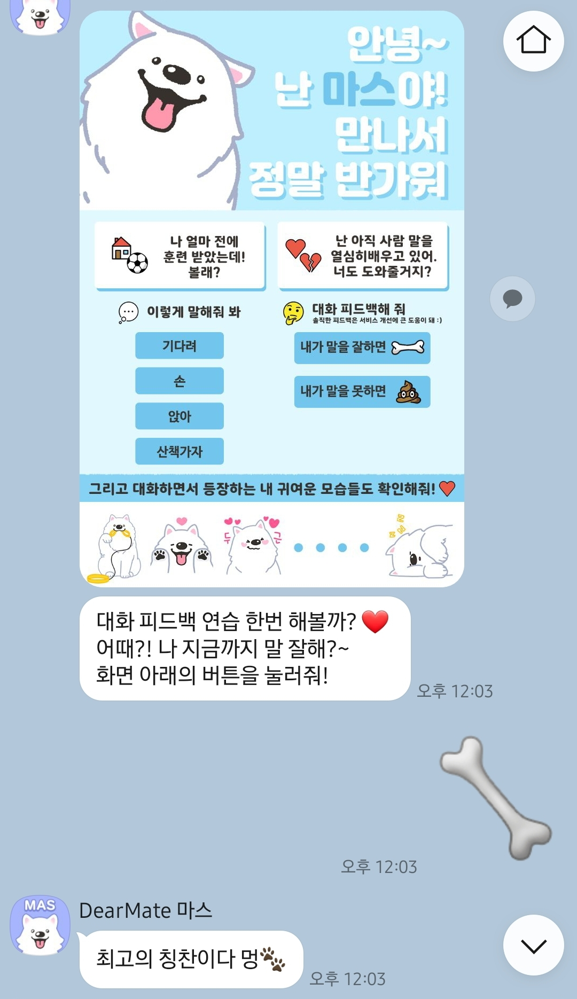 안녕~
난 마스야!
만나서
정말 반가워
나 얼마 전에
훈련 받았는데!
볼래?
난 아직 사람 말을
열심히배우고 있어.
너도 도와줄거지?
이렇게 말해줘 봐
기다려
손
앉아
산책가자
대화 피드백해 줘
솔직한 피드백은 서비스 개선에 큰 도움이 돼 :)
내가 말을 잘하면
내가 말을 못하면
그리고 대화하면서 등장하는 내 귀여운 모습들도 확인해줘!
두근
z z z
대화 피드백 연습 한번 해볼까? ❤️
어때?! 나 지금까지 말 잘해?~
화면 아래의 버튼을 눌러줘!
오후 12:03
오후 12:03
MAS
DearMate 마스
최고의 칭찬이다 멍🐾
오후 12:03